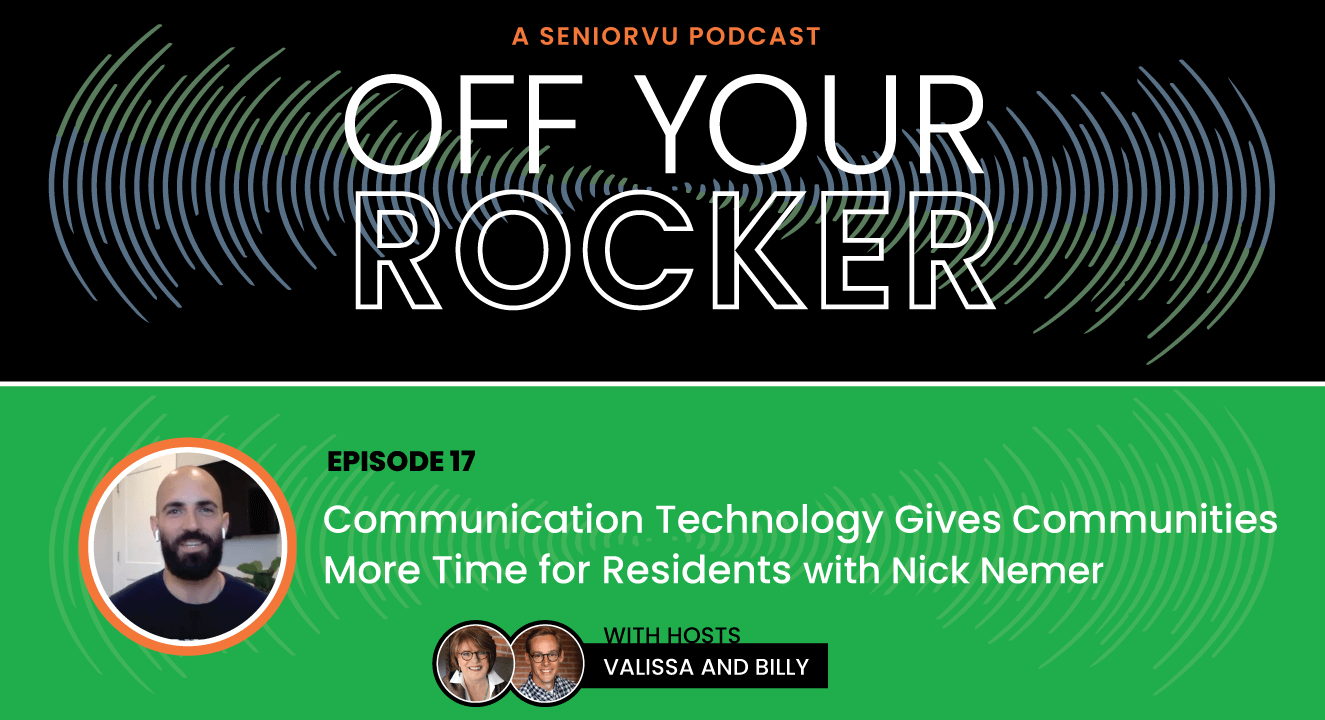 A SENIORVU PODCAST
OFF YOUR
ROCKER
EPISODE 17
Communication Technology Gives Communities
More Time for Residents with Nick Nemer
WITH HOSTS
VALISSA AND BILLY